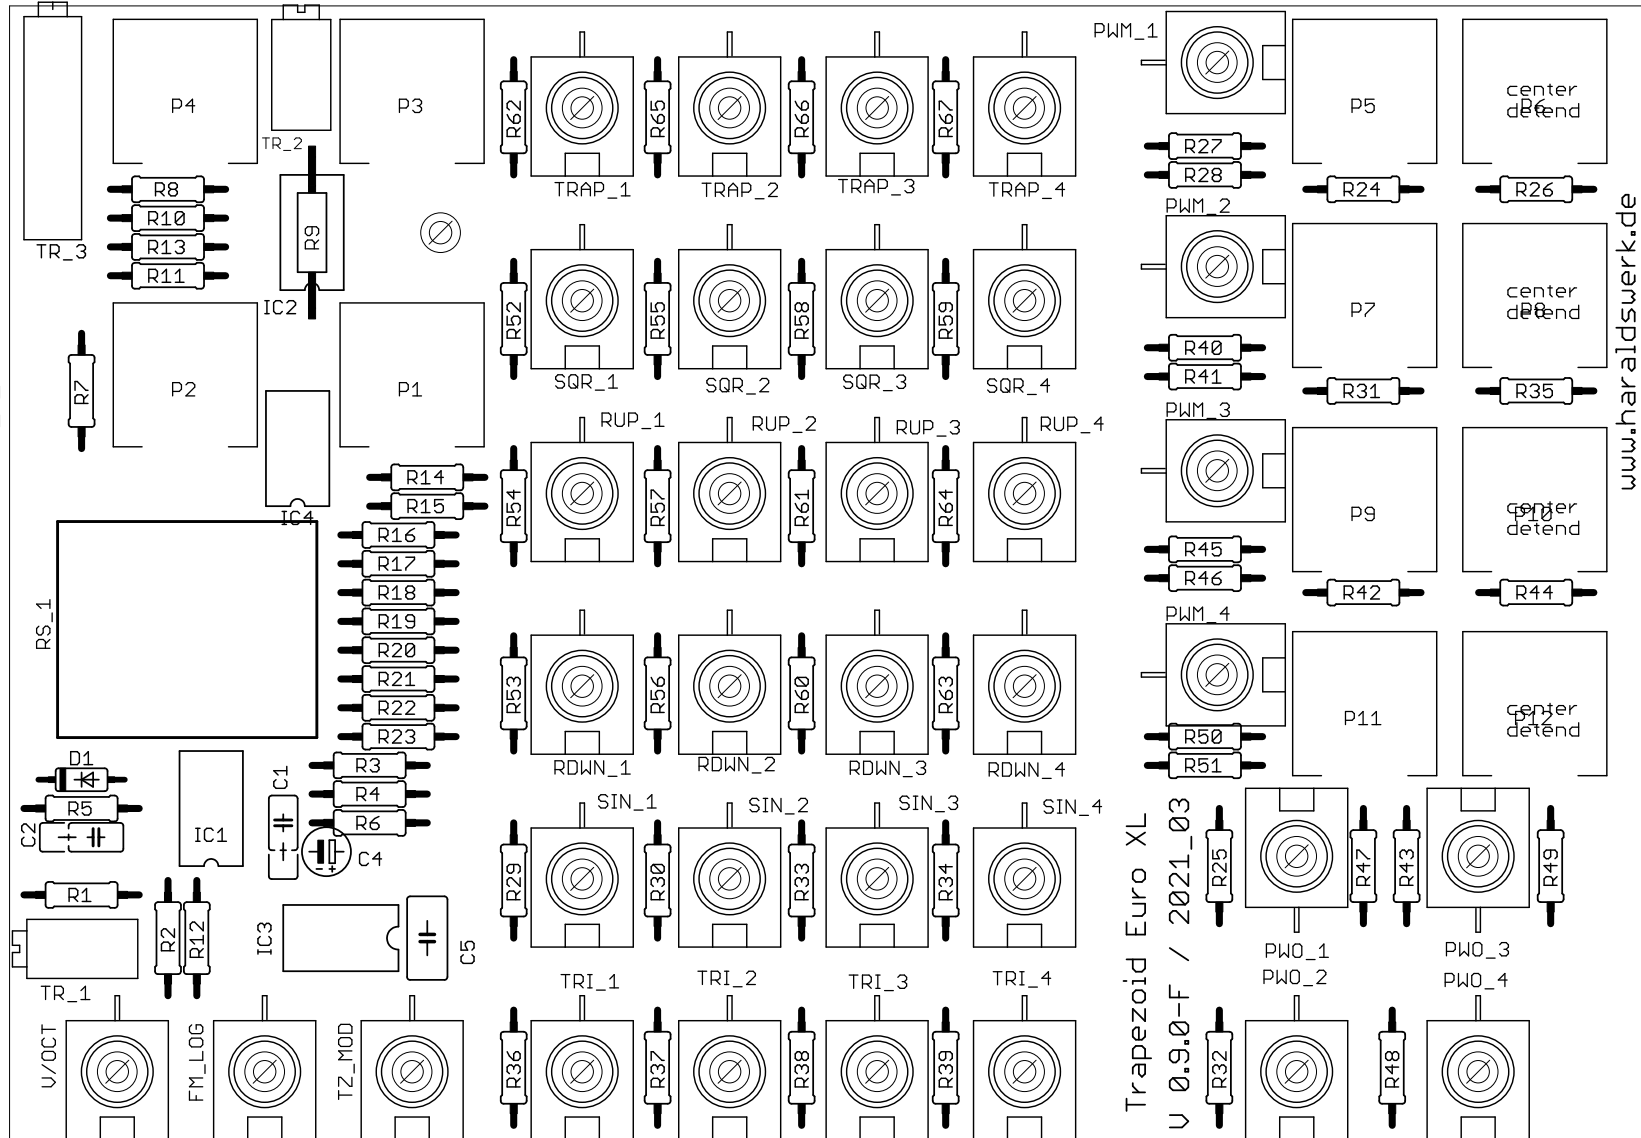 PWM_1
P4
P3
P5
center
P6
detend
R62
R65
R66
R67
TR_2
R27
R28
TRAP_1
TRAP_2
TRAP_3
TRAP_4
R8
R24
R26
R10
PWM_2
R13
R9
TR_3
R11
IC2
R52
R55
R58
R59
P7
center
P8
detend
www.haraldswerk.de
R40
R41
SQR_1
SQR_2
SQR_3
SQR_4
R7
P2
P1
R31
R35
PWM_3
RUP_1
RUP_2
RUP_3
RUP_4
R14
R15
IC4
R54
R57
R61
R64
P9
center
P10
detend
R16
R17
R45
R46
R18
R42
R44
R19
PWM_4
RS_1
R20
R21
R22
R23
R53
R56
R60
R63
P11
center
P12
detend
R50
R51
D1
R3
RDWN_1
RDWN_2
RDWN_3
RDWN_4
C1
R4
R5
SIN_1
SIN_2
SIN_3
SIN_4
R6
C2
IC1
C4
R29
R30
R33
R34
R25
R47
R43
R49
R1
R2
R12
IC3
C5
PWO_1
PWO_3
TR_1
TRI_1
TRI_2
TRI_3
TRI_4
PWO_2
PWO_4
V/OCT
FM_LOG
TZ_MOD
R36
R37
R38
R39
Trapezoid Euro XL
V 0.9.0-F / 2021_03
R32
R48